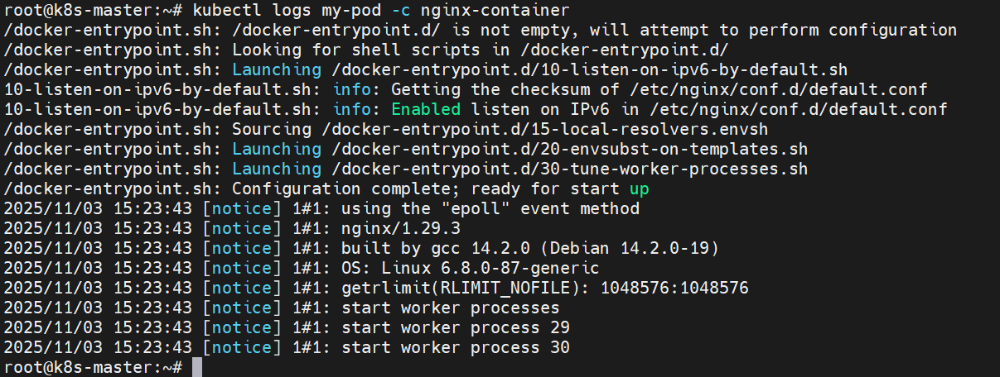 root@k8s-master:~# kubectl logs my-pod -c nginx-container
/docker-entrypoint.sh: /docker-entrypoint.d/ is not empty, will attempt to perform configuration
/docker-entrypoint.sh: Looking for shell scripts in /docker-entrypoint.d/
/docker-entrypoint.sh: Launching /docker-entrypoint.d/10-listen-on-ipv6-by-default.sh
10-listen-on-ipv6-by-default.sh: info: Getting the checksum of /etc/nginx/conf.d/default.conf
10-listen-on-ipv6-by-default.sh: info: Enabled listen on IPv6 in /etc/nginx/conf.d/default.conf
/docker-entrypoint.sh: Sourcing /docker-entrypoint.d/15-local-resolvers.envsh
/docker-entrypoint.sh: Launching /docker-entrypoint.d/20-envsubst-on-templates.sh
/docker-entrypoint.sh: Launching /docker-entrypoint.d/30-tune-worker-processes.sh
/docker-entrypoint.sh: Configuration complete; ready for start up
2025/11/03 15:23:43 [notice] 1#1: using the "epoll" event method
2025/11/03 15:23:43 [notice] 1#1: nginx/1.29.3
2025/11/03 15:23:43 [notice] 1#1: built by gcc 14.2.0 (Debian 14.2.0-19)
2025/11/03 15:23:43 [notice] 1#1: OS: Linux 6.8.0-87-generic
2025/11/03 15:23:43 [notice] 1#1: getrlimit(RLIMIT_NOFILE): 1048576:1048576
2025/11/03 15:23:43 [notice] 1#1: start worker processes
2025/11/03 15:23:43 [notice] 1#1: start worker process 29
2025/11/03 15:23:43 [notice] 1#1: start worker process 30
root@k8s-master:~#